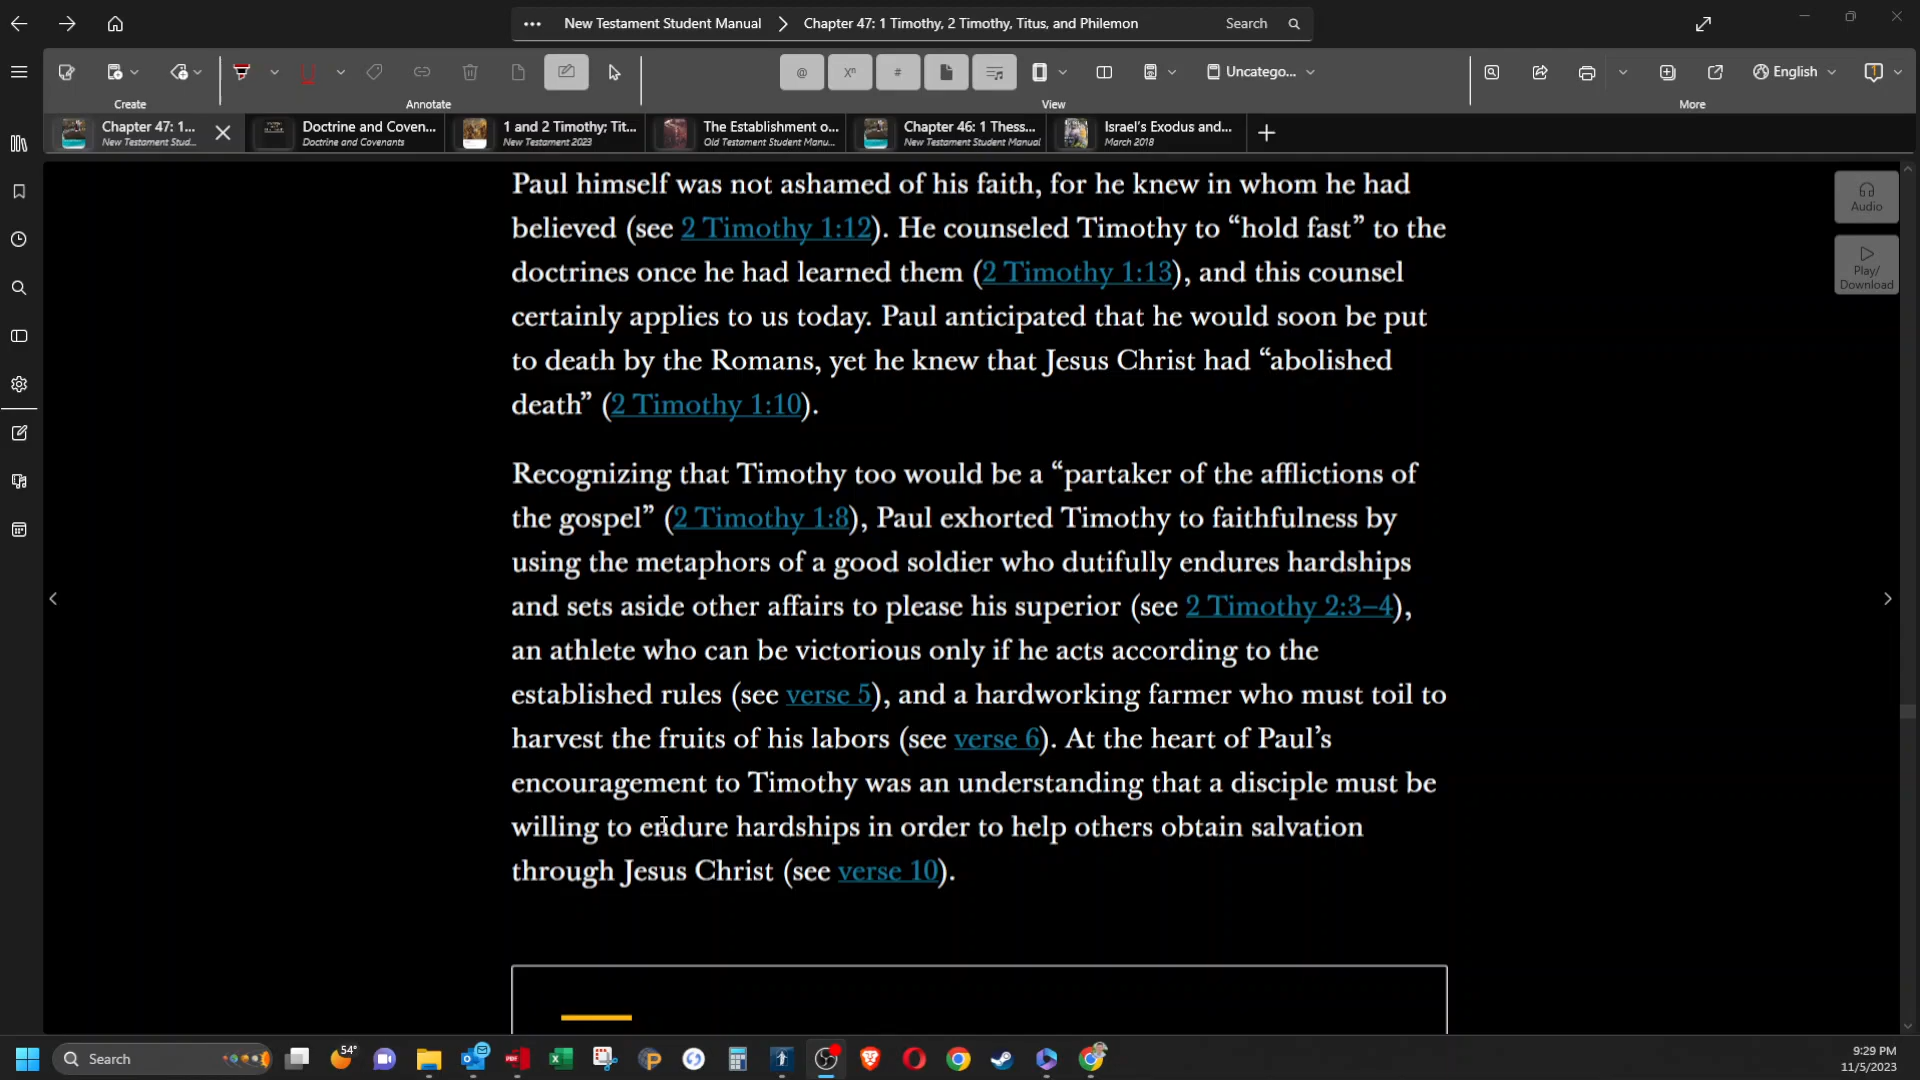 New Testament Student Manual
Chapter 47: 1 Timothy, 2 Timothy, Titus, and Philemon
Search
Create
Annotate
@
Xⁿ
#
Uncatego...
View
English
1
More
Chapter 47: 1...
New Testament Stud...
Doctrine and Coven...
Doctrine and Covenants
1 and 2 Timothy; Tit...
New Testament 2023
The Establishment o...
Old Testament Student Manu...
Chapter 46: 1 Thess...
New Testament Student Manual
Israel's Exodus and...
March 2018
Audio
Play/
Download
Paul himself was not ashamed of his faith, for he knew in whom he had
believed (see 2 Timothy 1:12). He counseled Timothy to “hold fast” to the
doctrines once he had learned them (2 Timothy 1:13), and this counsel
certainly applies to us today. Paul anticipated that he would soon be put
to death by the Romans, yet he knew that Jesus Christ had “abolished
death” (2 Timothy 1:10).
Recognizing that Timothy too would be a “partaker of the afflictions of
the gospel” (2 Timothy 1:8), Paul exhorted Timothy to faithfulness by
using the metaphors of a good soldier who dutifully endures hardships
and sets aside other affairs to please his superior (see 2 Timothy 2:3–4),
an athlete who can be victorious only if he acts according to the
established rules (see verse 5), and a hardworking farmer who must toil to
harvest the fruits of his labors (see verse 6). At the heart of Paul’s
encouragement to Timothy was an understanding that a disciple must be
willing to endure hardships in order to help others obtain salvation
through Jesus Christ (see verse 10).
Search
54°
PDF
9:29 PM
11/5/2023